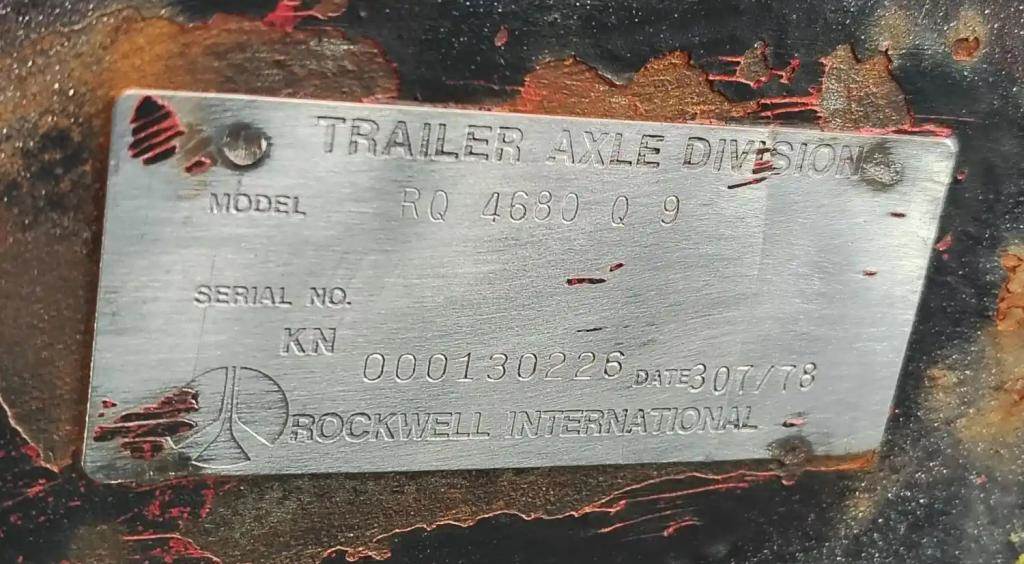 TRAILER AXLE DIVISION
MODEL RQ 4680 Q 9
SERIAL NO.
KN 000130226 DATE 307/78
ROCKWELL INTERNATIONAL